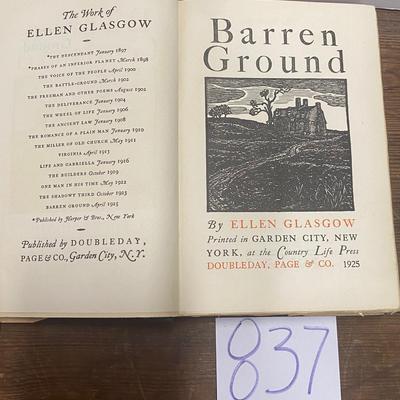 The Work of
ELLEN GLASGOW
*THE DESCENDANT January 1897
*PHASES OF AN INFERIOR PLANET March 1898
THE VOICE OF THE PEOPLE April 1900
THE BATTLE-GROUND March 1902
THE FREEMAN AND OTHER POEMS August 1902
THE DELIVERANCE January 1904
THE WHEEL OF LIFE January 1906
THE ANCIENT LAW January 1908
THE ROMANCE OF A PLAIN MAN January 1910
THE MILLER OF OLD CHURCH May 1911
VIRGINIA April 1913
LIFE AND GABRIELLA January 1916
THE BUILDERS October 1919
ONE MAN IN HIS TIME May 1922
THE SHADOWY THIRD October 1923
BARREN GROUND April 1925
*Published by Harper & Bros., New York
Published by DOUBLEDAY,
PAGE & CO., Garden City, N.Y.
Barren
Ground
By ELLEN GLASGOW
Printed in GARDEN CITY, NEW
YORK, at the Country Life Press
DOUBLEDAY, PAGE & CO. 1925
837